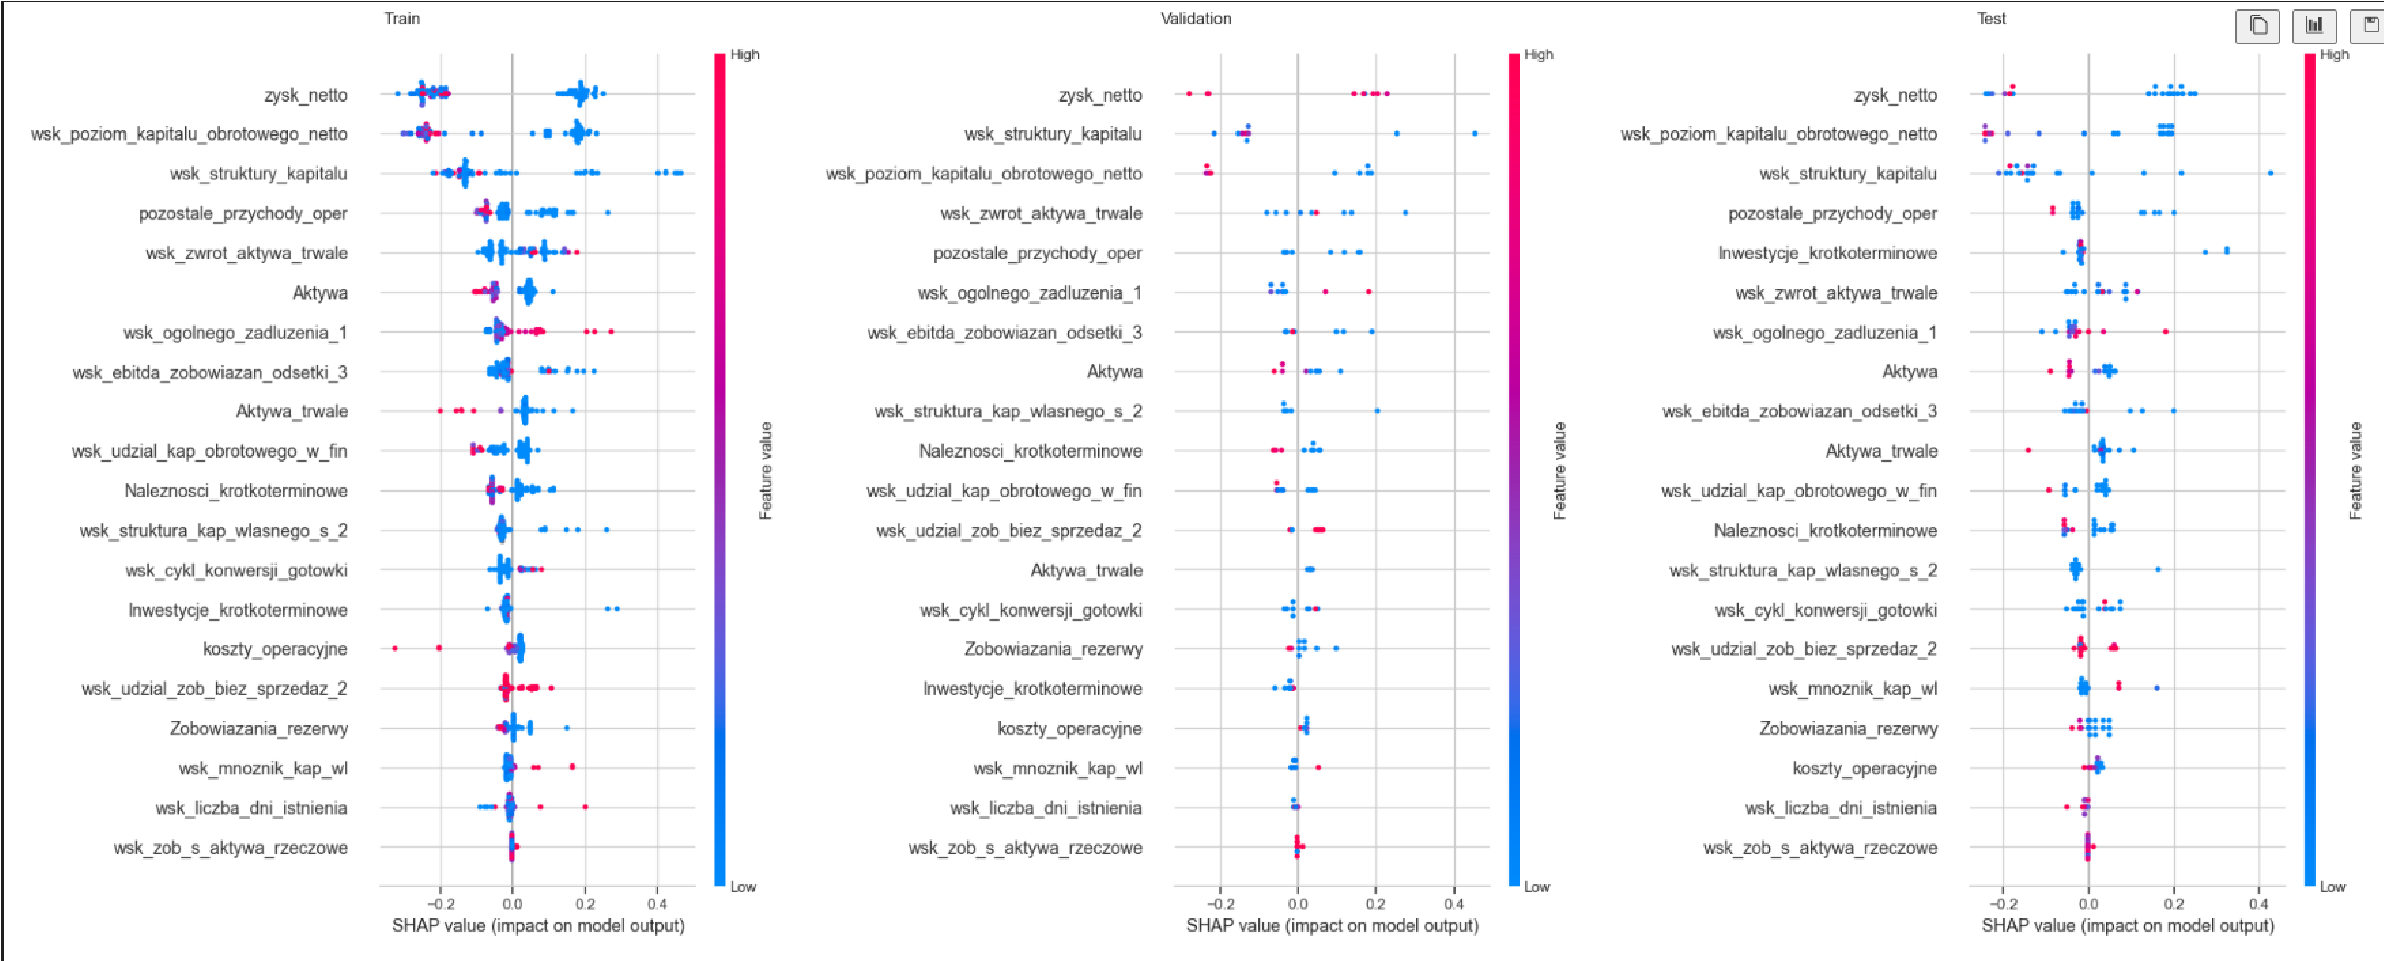 Train
High
zysk_netto
wsk_poziom_kapitalu_obrotowego_netto
wsk_struktury_kapitalu
pozostale_przychody_oper
wsk_zwrot_aktywa_trwale
Aktywa
wsk_ogolnego_zadluzenia_1
wsk_ebitda_zobowiazan_odsetki_3
Aktywa_trwale
wsk_udzial_kap_obrotowego_w_fin
Naleznosci_krotkoterminowe
wsk_struktura_kap_wlasnego_s_2
wsk_cykl_konwersji_gotowki
Inwestycje_krotkoterminowe
koszty_operacyjne
wsk_udzial_zob_biez_sprzedaz_2
Zobowiazania_rezerwy
wsk_mnoznik_kap_wl
wsk_liczba_dni_istnienia
wsk_zob_s_aktywa_rzeczowe
Feature value
Low
−0.2 0.0 0.2 0.4
SHAP value (impact on model output)
Validation
High
zysk_netto
wsk_struktury_kapitalu
wsk_poziom_kapitalu_obrotowego_netto
wsk_zwrot_aktywa_trwale
pozostale_przychody_oper
wsk_ogolnego_zadluzenia_1
wsk_ebitda_zobowiazan_odsetki_3
Aktywa
wsk_struktura_kap_wlasnego_s_2
Naleznosci_krotkoterminowe
wsk_udzial_kap_obrotowego_w_fin
wsk_udzial_zob_biez_sprzedaz_2
Aktywa_trwale
wsk_cykl_konwersji_gotowki
Zobowiazania_rezerwy
Inwestycje_krotkoterminowe
koszty_operacyjne
wsk_mnoznik_kap_wl
wsk_liczba_dni_istnienia
wsk_zob_s_aktywa_rzeczowe
Feature value
Low
−0.2 0.0 0.2 0.4
SHAP value (impact on model output)
Test
High
zysk_netto
wsk_poziom_kapitalu_obrotowego_netto
wsk_struktury_kapitalu
pozostale_przychody_oper
Inwestycje_krotkoterminowe
wsk_zwrot_aktywa_trwale
wsk_ogolnego_zadluzenia_1
Aktywa
wsk_ebitda_zobowiazan_odsetki_3
Aktywa_trwale
wsk_udzial_kap_obrotowego_w_fin
Naleznosci_krotkoterminowe
wsk_struktura_kap_wlasnego_s_2
wsk_cykl_konwersji_gotowki
wsk_udzial_zob_biez_sprzedaz_2
wsk_mnoznik_kap_wl
Zobowiazania_rezerwy
koszty_operacyjne
wsk_liczba_dni_istnienia
wsk_zob_s_aktywa_rzeczowe
Feature value
Low
−0.2 0.0 0.2 0.4
SHAP value (impact on model output)